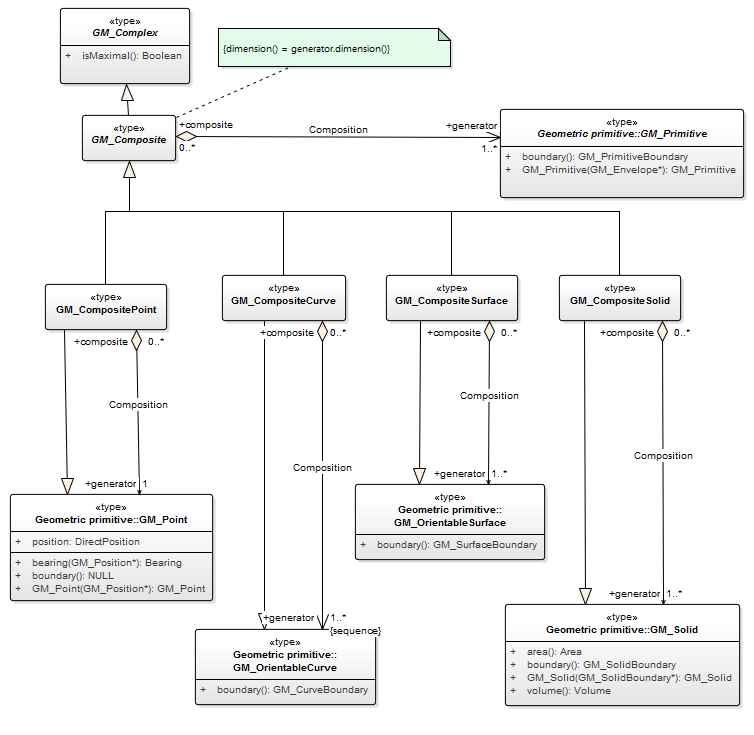 «type»
GM_Complex
+ isMaximal(): Boolean
{dimension() = generator.dimension()}
«type»
GM_Composite
+composite
0..*
Composition
+generator
1..*
«type»
Geometric primitive::GM_Primitive
+ boundary(): GM_PrimitiveBoundary
+ GM_Primitive(GM_Envelope*): GM_Primitive
«type»
GM_CompositePoint
«type»
GM_CompositeCurve
«type»
GM_CompositeSurface
«type»
GM_CompositeSolid
+composite 0..*
+composite 0..*
+composite 0..*
+composite 0..*
Composition
Composition
Composition
Composition
+generator 1
«type»
Geometric primitive::GM_Point
+ position: DirectPosition
+ bearing(GM_Position*): Bearing
+ boundary(): NULL
+ GM_Point(GM_Position*): GM_Point
+generator 1..*
{sequence}
«type»
Geometric primitive::
GM_OrientableCurve
+ boundary(): GM_CurveBoundary
+generator 1..*
«type»
Geometric primitive::
GM_OrientableSurface
+ boundary(): GM_SurfaceBoundary
+generator 1..*
«type»
Geometric primitive::GM_Solid
+ area(): Area
+ boundary(): GM_SolidBoundary
+ GM_Solid(GM_SolidBoundary*): GM_Solid
+ volume(): Volume